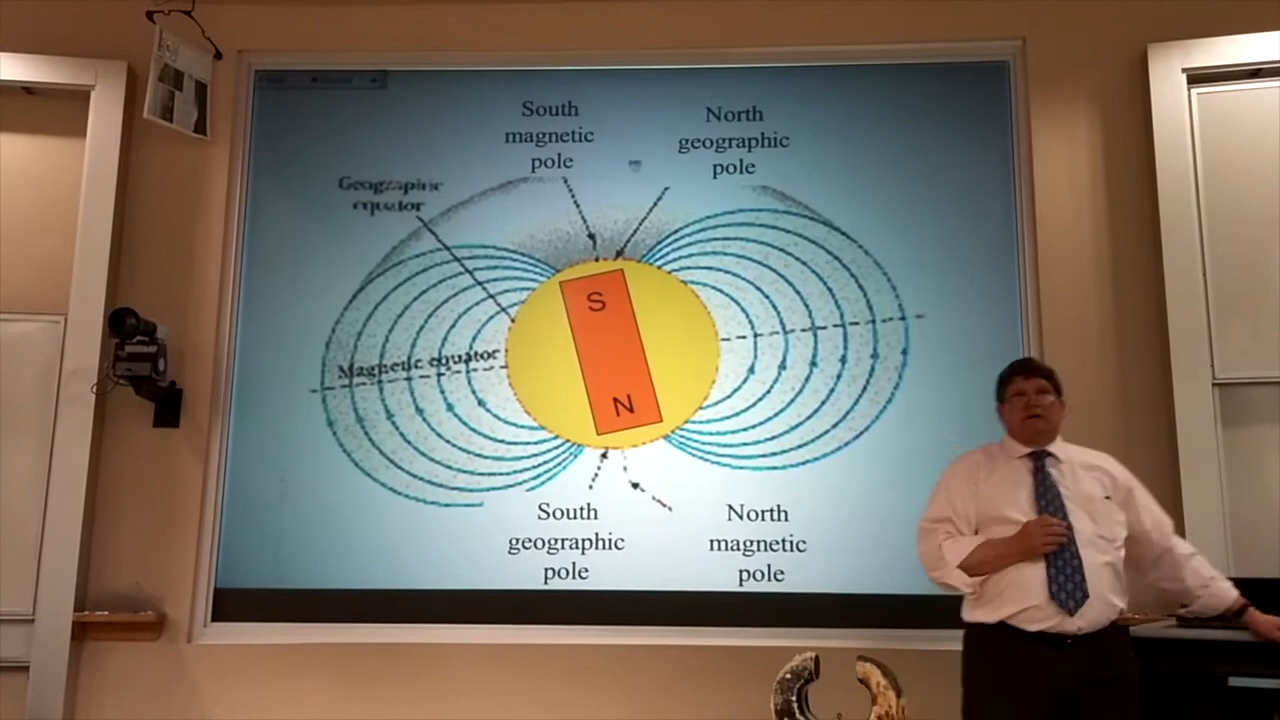 South
magnetic
pole
North
geographic
pole
Geographic
equator
S
Magnetic equator
N
South
geographic
pole
North
magnetic
pole